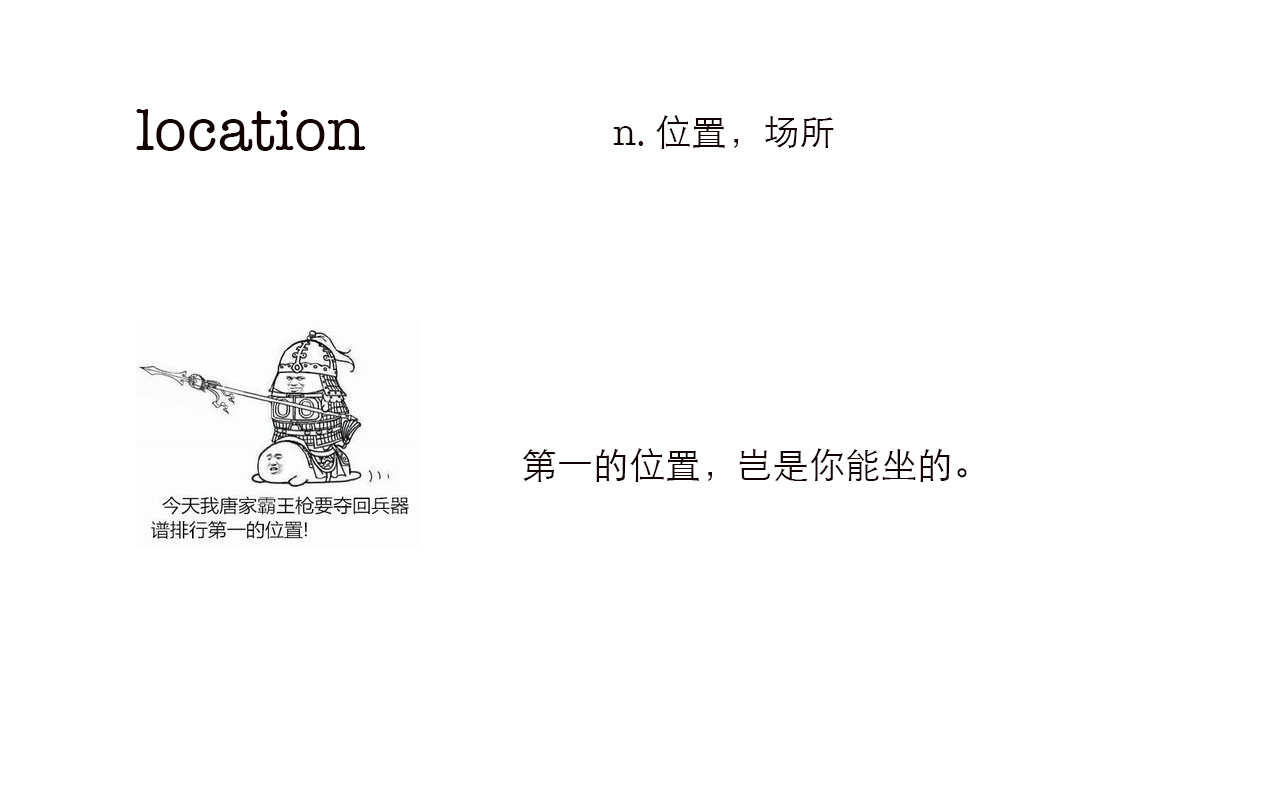 location
n. 位置，场所
今天我唐家霸王枪要夺回兵器
谱排行第一的位置!
第一的位置，岂是你能坐的。